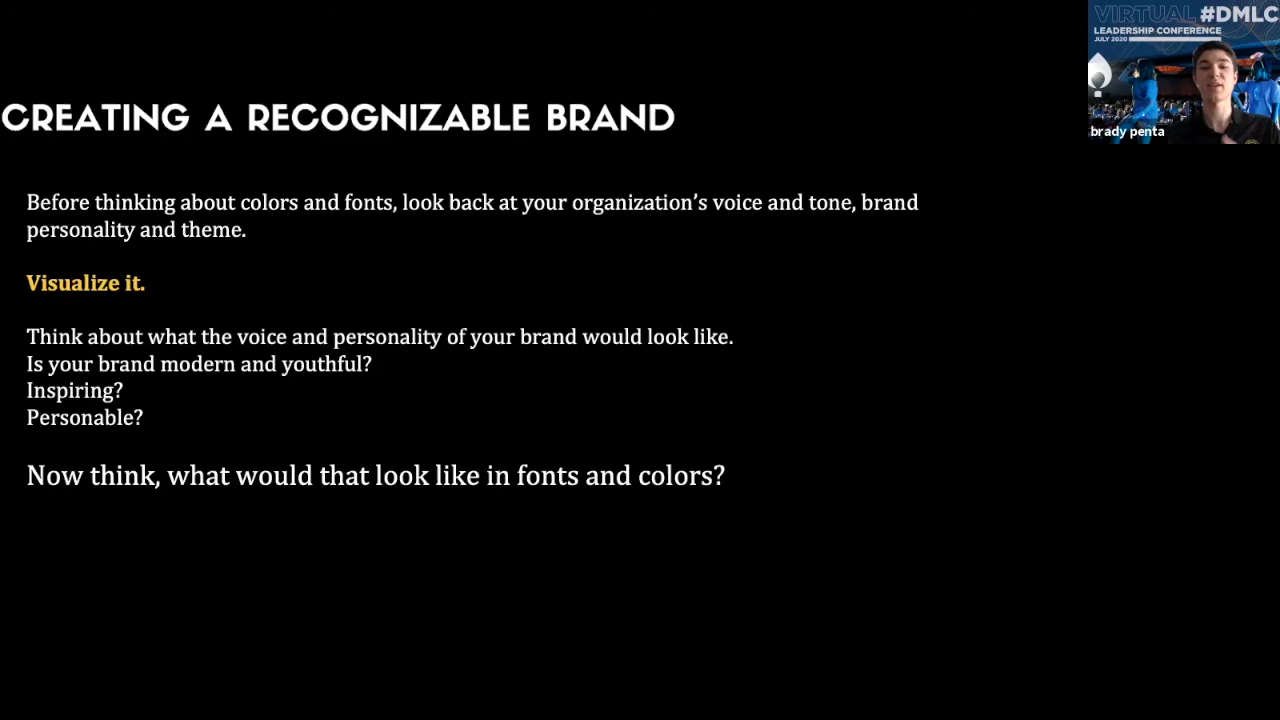 VIRTUAL #DMLC
LEADERSHIP CONFERENCE
JULY 2020
brady penta
CREATING A RECOGNIZABLE BRAND
Before thinking about colors and fonts, look back at your organization’s voice and tone, brand
personality and theme.
Visualize it.
Think about what the voice and personality of your brand would look like.
Is your brand modern and youthful?
Inspiring?
Personable?
Now think, what would that look like in fonts and colors?